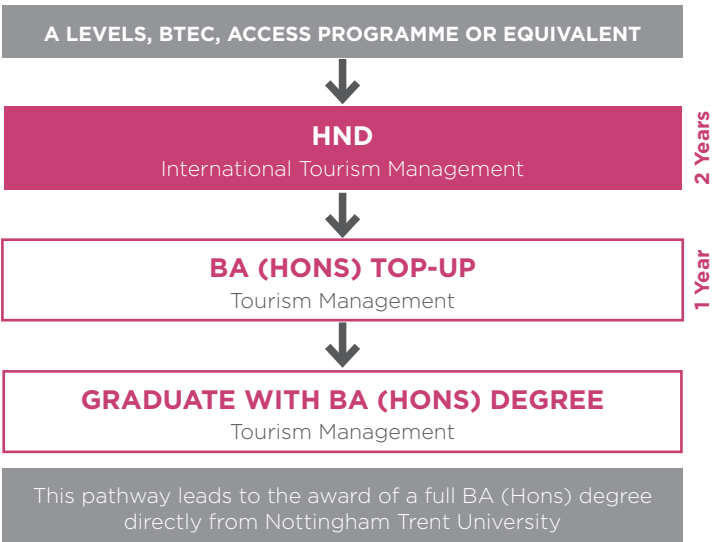 A LEVELS, BTEC, ACCESS PROGRAMME OR EQUIVALENT
HND
International Tourism Management
2 Years
BA (HONS) TOP-UP
Tourism Management
1 Year
GRADUATE WITH BA (HONS) DEGREE
Tourism Management
This pathway leads to the award of a full BA (Hons) degree
directly from Nottingham Trent University